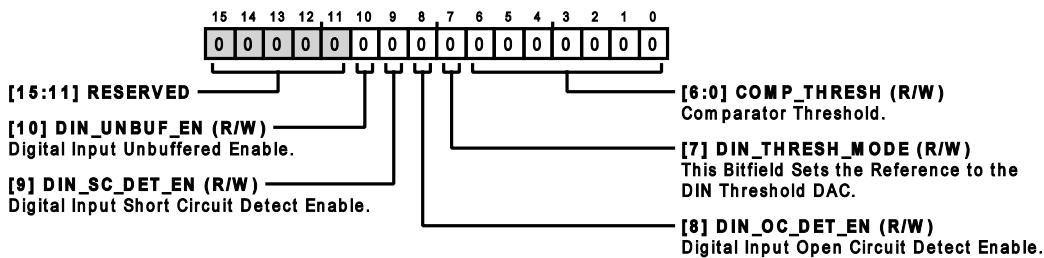 15 14 13 12 11 10 9 8 7 6 5 4 3 2 1 0
0 0 0 0 0 0 0 0 0 0 0 0 0 0 0 0
[15:11] RESERVED
[10] DIN_UNBUF_EN (R/W)
Digital Input Unbuffered Enable.
[9] DIN_SC_DET_EN (R/W)
Digital Input Short Circuit Detect Enable.
[6:0] COMP_THRESH (R/W)
Comparator Threshold.
[7] DIN_THRESH_MODE (R/W)
This Bitfield Sets the Reference to the
DIN Threshold DAC.
[8] DIN_OC_DET_EN (R/W)
Digital Input Open Circuit Detect Enable.